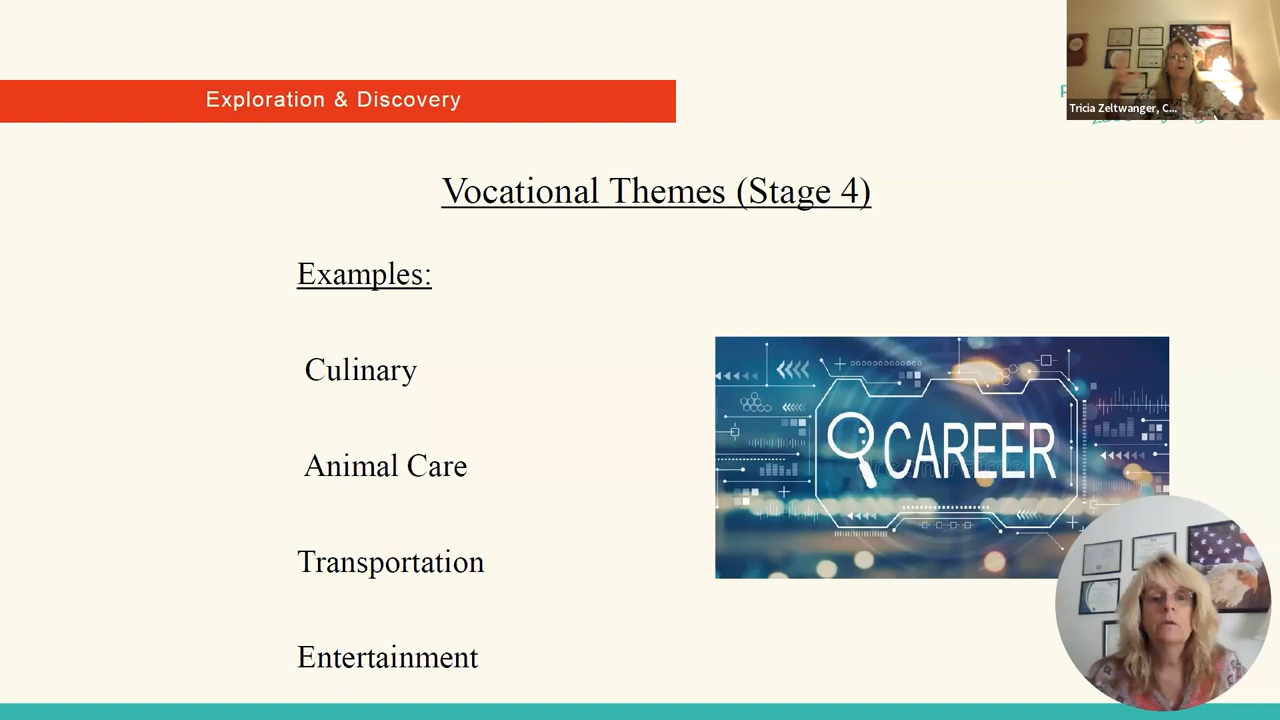 Exploration & Discovery
Tricia Zeltwanger, C...
Vocational Themes (Stage 4)
Examples:
Culinary
Animal Care
Transportation
Entertainment
CAREER